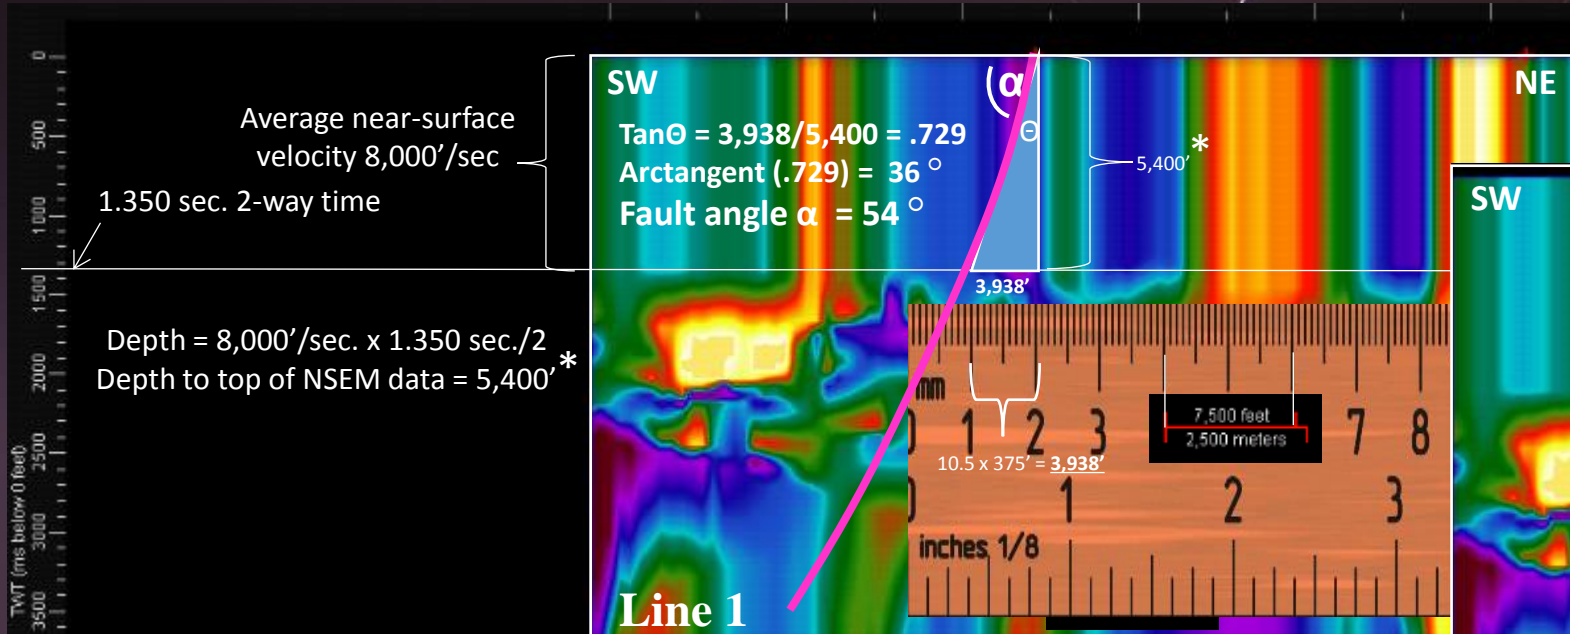 0
500
1000
1500
2000
2500
3000
3500
TWT (ms below 0 feet)
Average near-surface
velocity 8,000'/sec
1.350 sec. 2-way time
Depth = 8,000'/sec. x 1.350 sec./2
Depth to top of NSEM data = 5,400' *
SW
NE
α
Θ
TanΘ = 3,938/5,400 = .729
Arctangent (.729) = 36 °
Fault angle α = 54 °
5,400' *
3,938'
mm
0 1 2 3 7 8
7,500 feet
2,500 meters
10.5 x 375' = 3,938'
0 1 2 3
inches 1/8
Line 1
SW